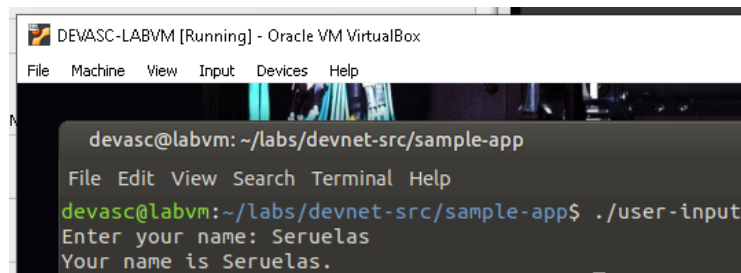 DEVASC-LABVM [Running] - Oracle VM VirtualBox
File Machine View Input Devices Help
devasc@labvm: ~/labs/devnet-src/sample-app
File Edit View Search Terminal Help
devasc@labvm:~/labs/devnet-src/sample-app$ ./user-input
Enter your name: Seruelas
Your name is Seruelas.